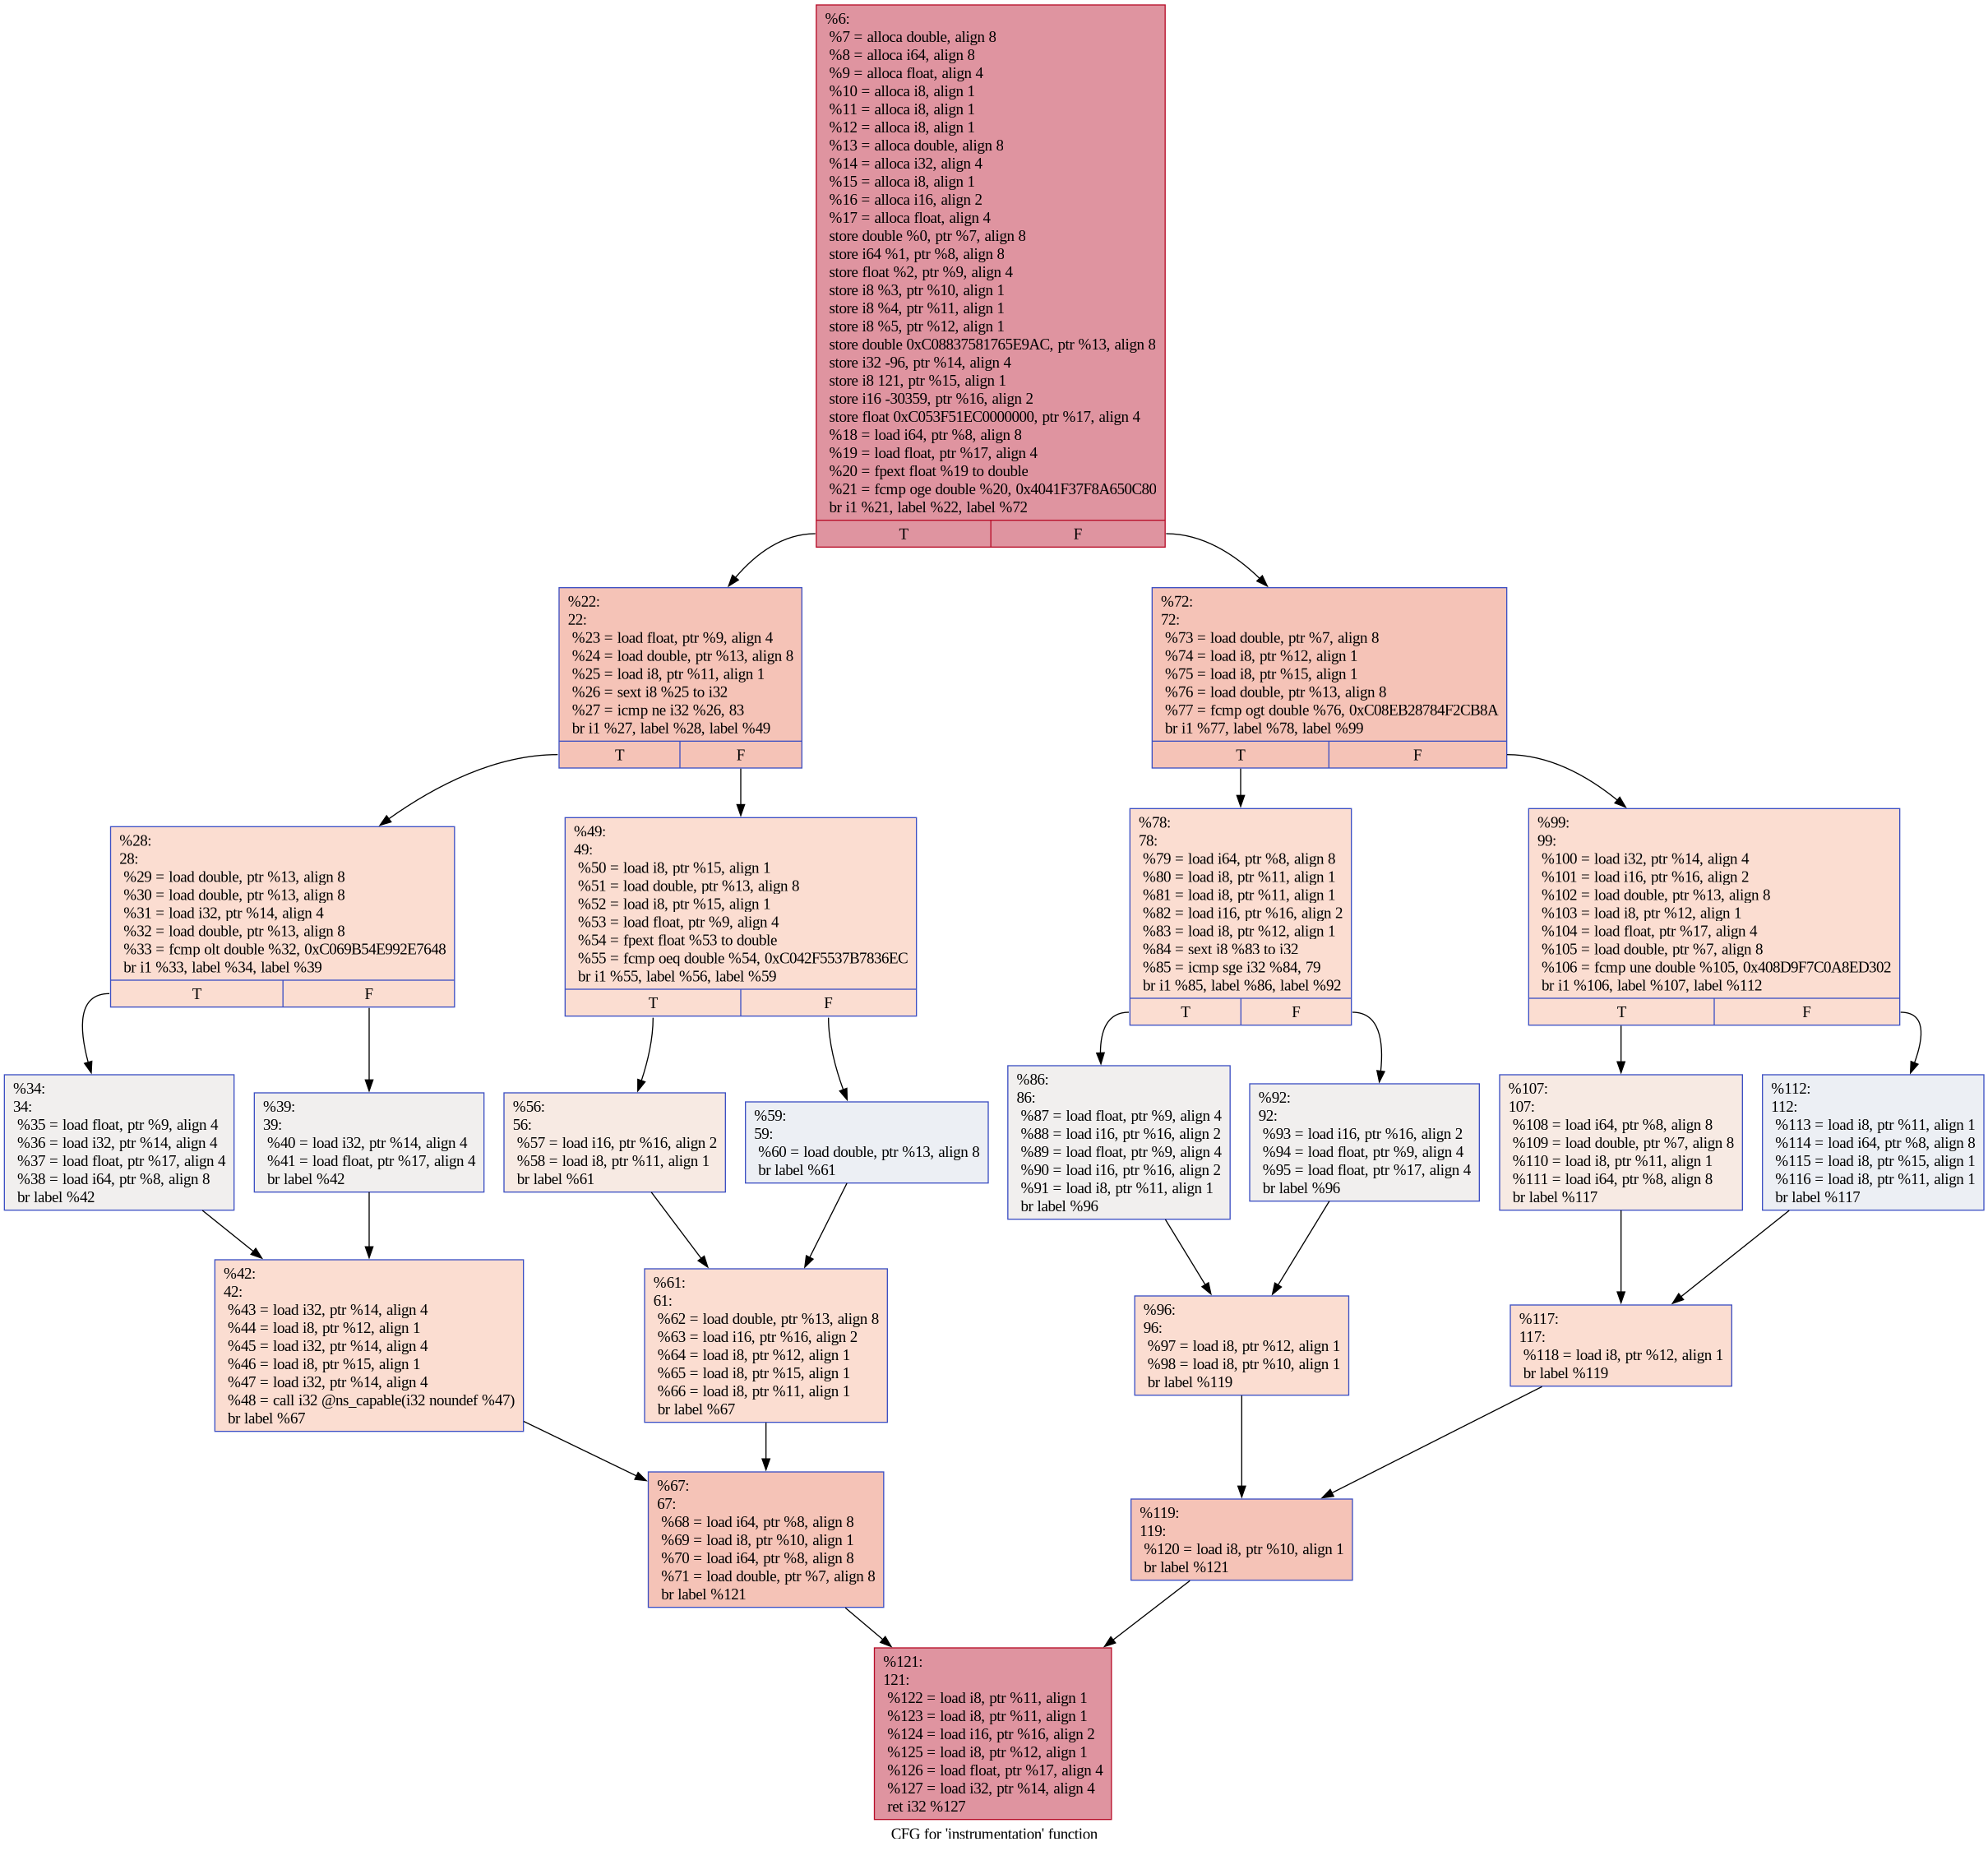 %6:
%7 = alloca double, align 8
%8 = alloca i64, align 8
%9 = alloca float, align 4
%10 = alloca i8, align 1
%11 = alloca i8, align 1
%12 = alloca i8, align 1
%13 = alloca double, align 8
%14 = alloca i32, align 4
%15 = alloca i8, align 1
%16 = alloca i16, align 2
%17 = alloca float, align 4
store double %0, ptr %7, align 8
store i64 %1, ptr %8, align 8
store float %2, ptr %9, align 4
store i8 %3, ptr %10, align 1
store i8 %4, ptr %11, align 1
store i8 %5, ptr %12, align 1
store double 0xC08837581765E9AC, ptr %13, align 8
store i32 -96, ptr %14, align 4
store i8 121, ptr %15, align 1
store i16 -30359, ptr %16, align 2
store float 0xC053F51EC0000000, ptr %17, align 4
%18 = load i64, ptr %8, align 8
%19 = load float, ptr %17, align 4
%20 = fpext float %19 to double
%21 = fcmp oge double %20, 0x4041F37F8A650C80
br i1 %21, label %22, label %72
T F
%22:
22:
%23 = load float, ptr %9, align 4
%24 = load double, ptr %13, align 8
%25 = load i8, ptr %11, align 1
%26 = sext i8 %25 to i32
%27 = icmp ne i32 %26, 83
br i1 %27, label %28, label %49
T F
%72:
72:
%73 = load double, ptr %7, align 8
%74 = load i8, ptr %12, align 1
%75 = load i8, ptr %15, align 1
%76 = load double, ptr %13, align 8
%77 = fcmp ogt double %76, 0xC08EB28784F2CB8A
br i1 %77, label %78, label %99
T F
%28:
28:
%29 = load double, ptr %13, align 8
%30 = load double, ptr %13, align 8
%31 = load i32, ptr %14, align 4
%32 = load double, ptr %13, align 8
%33 = fcmp olt double %32, 0xC069B54E992E7648
br i1 %33, label %34, label %39
T F
%49:
49:
%50 = load i8, ptr %15, align 1
%51 = load double, ptr %13, align 8
%52 = load i8, ptr %15, align 1
%53 = load float, ptr %9, align 4
%54 = fpext float %53 to double
%55 = fcmp oeq double %54, 0xC042F5537B7836EC
br i1 %55, label %56, label %59
T F
%78:
78:
%79 = load i64, ptr %8, align 8
%80 = load i8, ptr %11, align 1
%81 = load i8, ptr %11, align 1
%82 = load i16, ptr %16, align 2
%83 = load i8, ptr %12, align 1
%84 = sext i8 %83 to i32
%85 = icmp sge i32 %84, 79
br i1 %85, label %86, label %92
T F
%99:
99:
%100 = load i32, ptr %14, align 4
%101 = load i16, ptr %16, align 2
%102 = load double, ptr %13, align 8
%103 = load i8, ptr %12, align 1
%104 = load float, ptr %17, align 4
%105 = load double, ptr %7, align 8
%106 = fcmp une double %105, 0x408D9F7C0A8ED302
br i1 %106, label %107, label %112
T F
%34:
34:
%35 = load float, ptr %9, align 4
%36 = load i32, ptr %14, align 4
%37 = load float, ptr %17, align 4
%38 = load i64, ptr %8, align 8
br label %42
%39:
39:
%40 = load i32, ptr %14, align 4
%41 = load float, ptr %17, align 4
br label %42
%56:
56:
%57 = load i16, ptr %16, align 2
%58 = load i8, ptr %11, align 1
br label %61
%59:
59:
%60 = load double, ptr %13, align 8
br label %61
%86:
86:
%87 = load float, ptr %9, align 4
%88 = load i16, ptr %16, align 2
%89 = load float, ptr %9, align 4
%90 = load i16, ptr %16, align 2
%91 = load i8, ptr %11, align 1
br label %96
%92:
92:
%93 = load i16, ptr %16, align 2
%94 = load float, ptr %9, align 4
%95 = load float, ptr %17, align 4
br label %96
%107:
107:
%108 = load i64, ptr %8, align 8
%109 = load double, ptr %7, align 8
%110 = load i8, ptr %11, align 1
%111 = load i64, ptr %8, align 8
br label %117
%112:
112:
%113 = load i8, ptr %11, align 1
%114 = load i64, ptr %8, align 8
%115 = load i8, ptr %15, align 1
%116 = load i8, ptr %11, align 1
br label %117
%42:
42:
%43 = load i32, ptr %14, align 4
%44 = load i8, ptr %12, align 1
%45 = load i32, ptr %14, align 4
%46 = load i8, ptr %15, align 1
%47 = load i32, ptr %14, align 4
%48 = call i32 @ns_capable(i32 noundef %47)
br label %67
%61:
61:
%62 = load double, ptr %13, align 8
%63 = load i16, ptr %16, align 2
%64 = load i8, ptr %12, align 1
%65 = load i8, ptr %15, align 1
%66 = load i8, ptr %11, align 1
br label %67
%96:
96:
%97 = load i8, ptr %12, align 1
%98 = load i8, ptr %10, align 1
br label %119
%117:
117:
%118 = load i8, ptr %12, align 1
br label %119
%67:
67:
%68 = load i64, ptr %8, align 8
%69 = load i8, ptr %10, align 1
%70 = load i64, ptr %8, align 8
%71 = load double, ptr %7, align 8
br label %121
%119:
119:
%120 = load i8, ptr %10, align 1
br label %121
%121:
121:
%122 = load i8, ptr %11, align 1
%123 = load i8, ptr %11, align 1
%124 = load i16, ptr %16, align 2
%125 = load i8, ptr %12, align 1
%126 = load float, ptr %17, align 4
%127 = load i32, ptr %14, align 4
ret i32 %127
CFG for 'instrumentation' function